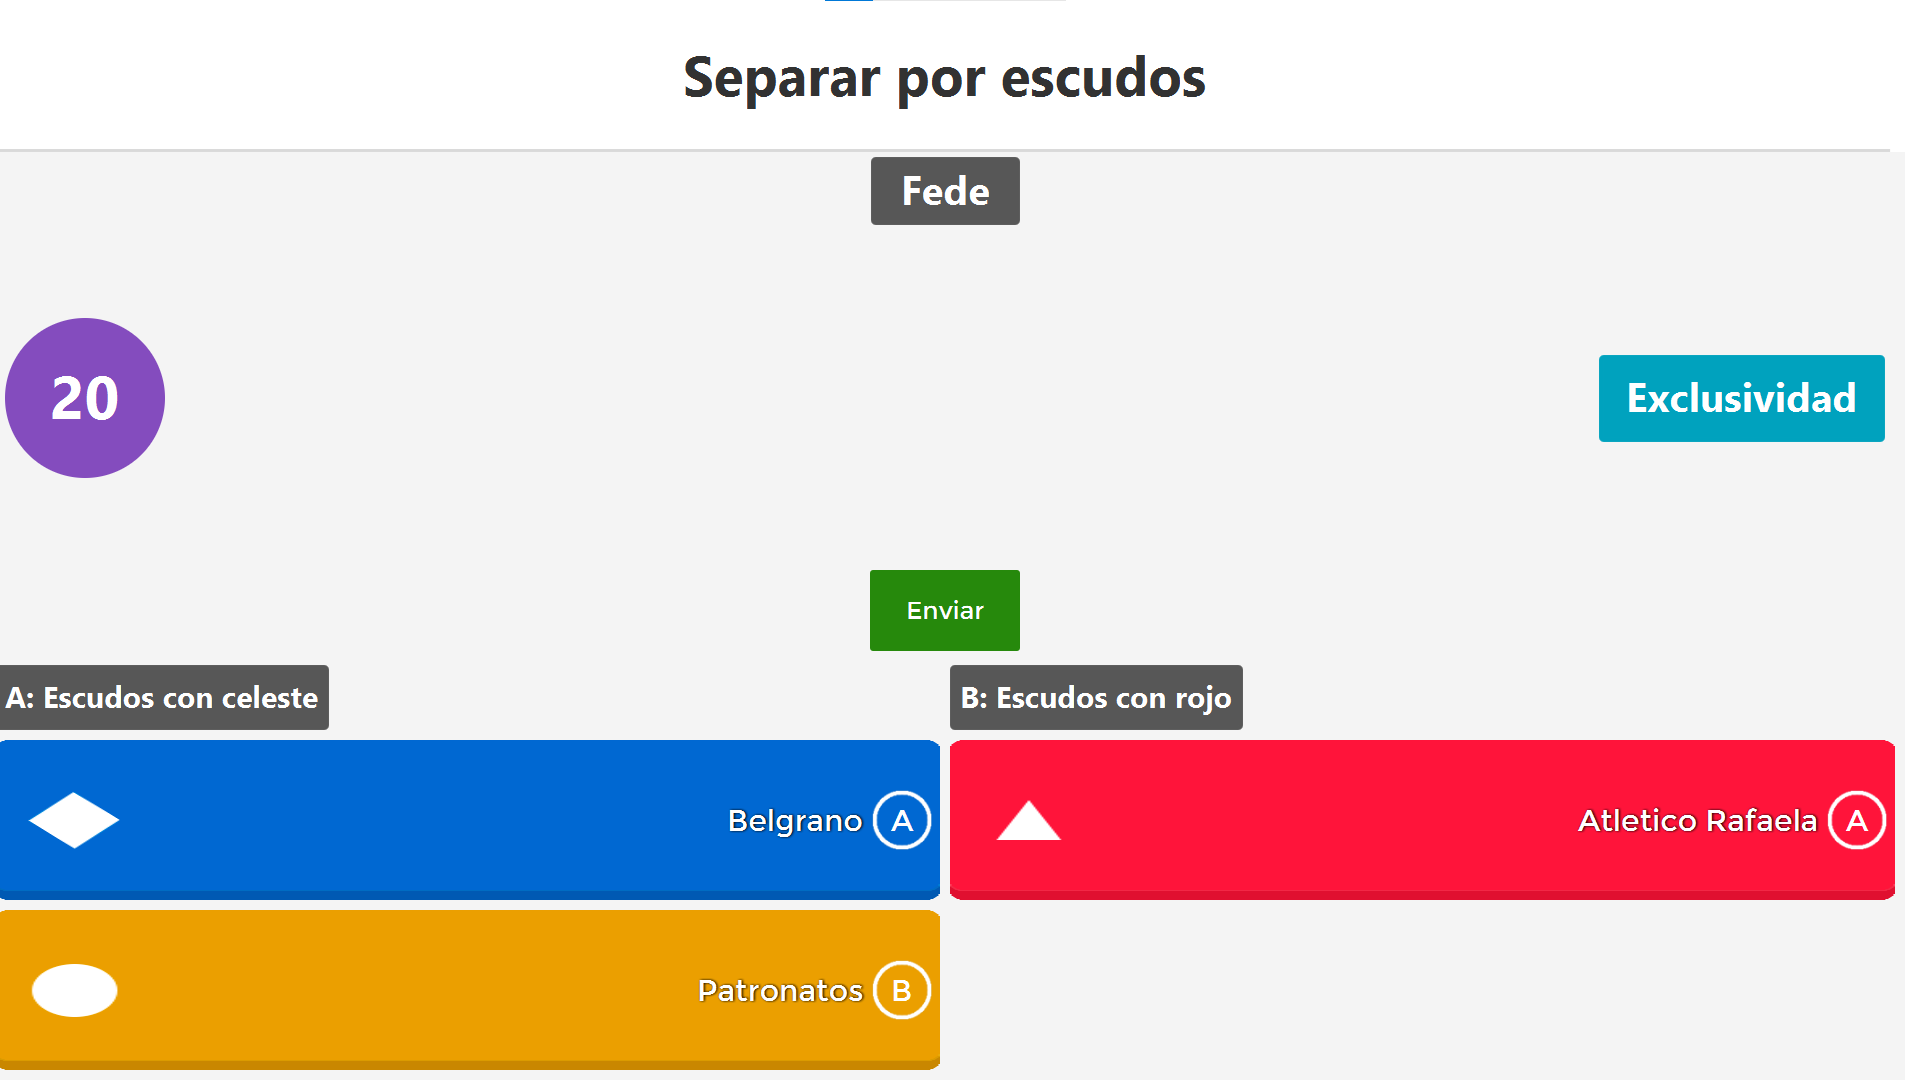 Separar por escudos
Fede
20
Exclusividad
Enviar
A: Escudos con celeste
B: Escudos con rojo
Belgrano A
Atletico Rafaela A
Patronatos B